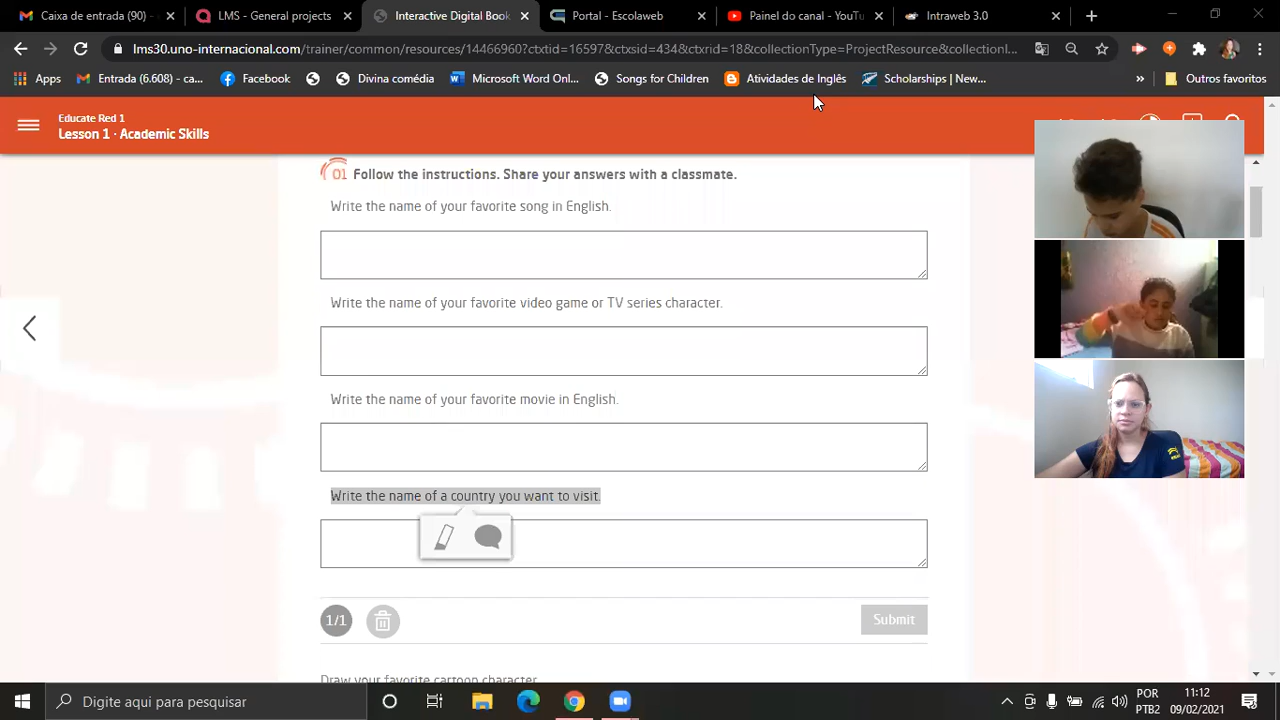 Caixa de entrada (90) -
LMS - General projects
Interactive Digital Book
Portal - Escolaweb
Painel do canal - YouTu
Intraweb 3.0
lms30.uno-internacional.com/trainer/common/resources/14466960?ctxtid=16597&ctxsid=434&ctxrid=18&collectionType=ProjectResource&collectionI...
Apps
Entrada (6.608) - ca...
Facebook
Divina comédia
Microsoft Word Onl...
Songs for Children
Atividades de Inglês
Scholarships | New...
»
Outros favoritos
Educate Red 1
Lesson 1 · Academic Skills
01 Follow the instructions. Share your answers with a classmate.
Write the name of your favorite song in English.
Write the name of your favorite video game or TV series character.
Write the name of your favorite movie in English.
Write the name of a country you want to visit.
1/1
Submit
Draw your favorite cartoon character
Digite aqui para pesquisar
POR
PTB2
11:12
09/02/2021